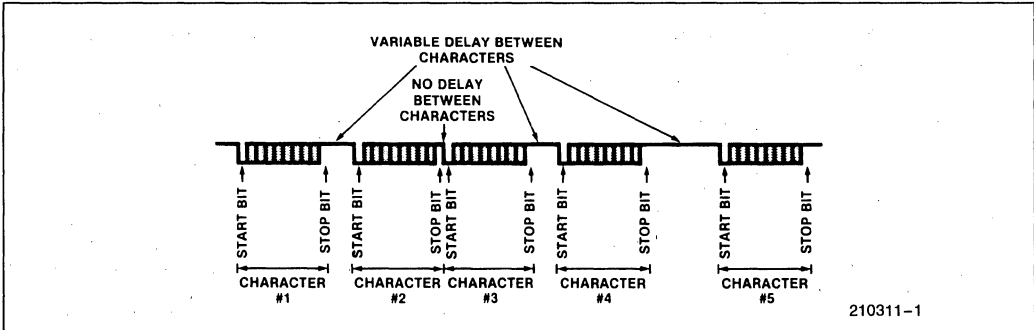 VARIABLE DELAY BETWEEN
CHARACTERS
NO DELAY
BETWEEN
CHARACTERS
START BIT
STOP BIT
START BIT
STOP BIT
START BIT
STOP BIT
START BIT
STOP BIT
START BIT
STOP BIT
CHARACTER
#1
CHARACTER
#2
CHARACTER
#3
CHARACTER
#4
CHARACTER
#5
210311–1